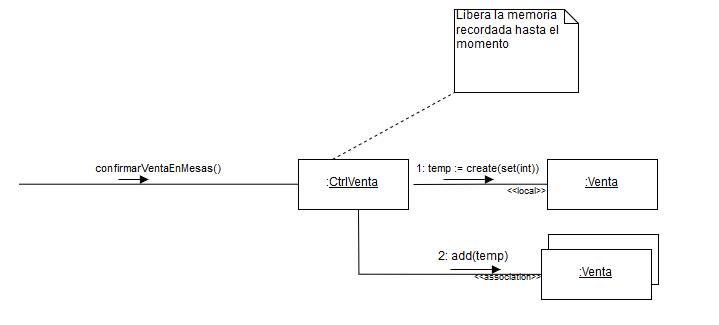 Libera la memoria
recordada hasta el
momento
confirmarVentaEnMesas()
:CtrlVenta
1: temp := create(set(int))
<<local>>
:Venta
2: add(temp)
<<association>>
:Venta